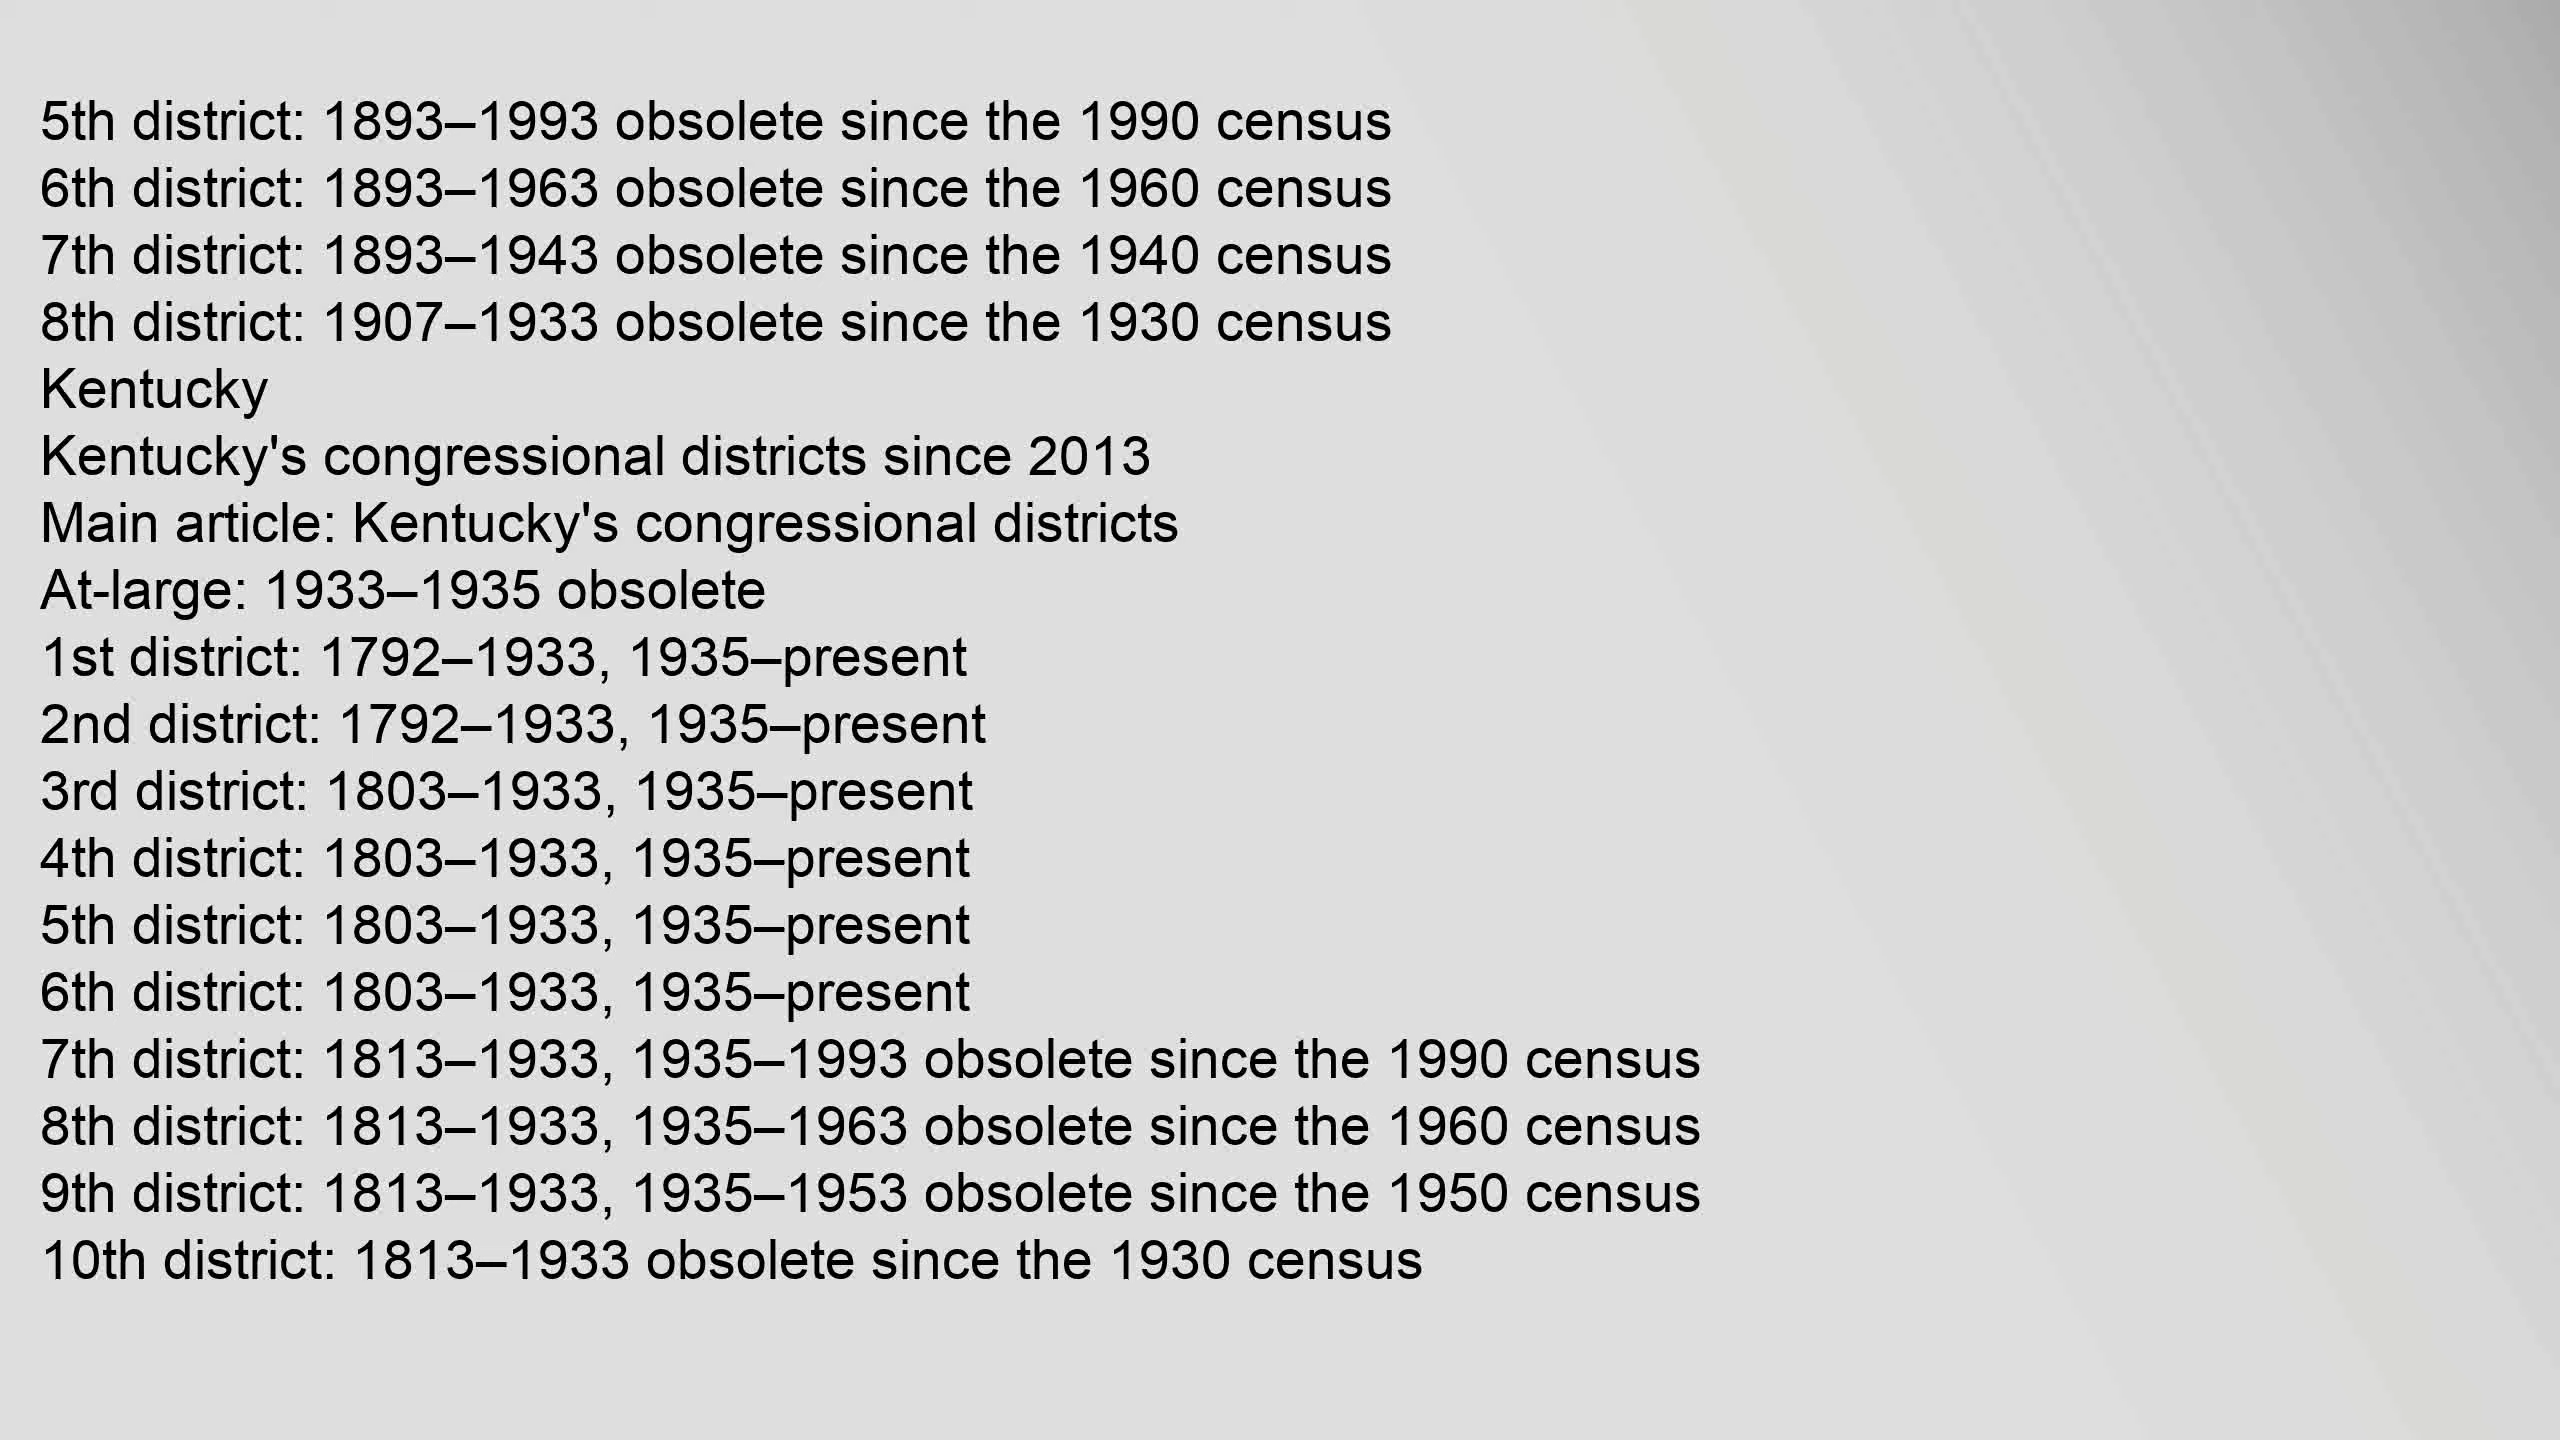 5th district: 1893–1993 obsolete since the 1990 census
6th district: 1893–1963 obsolete since the 1960 census
7th district: 1893–1943 obsolete since the 1940 census
8th district: 1907–1933 obsolete since the 1930 census
Kentucky
Kentucky's congressional districts since 2013
Main article: Kentucky's congressional districts
At-large: 1933–1935 obsolete
1st district: 1792–1933, 1935–present
2nd district: 1792–1933, 1935–present
3rd district: 1803–1933, 1935–present
4th district: 1803–1933, 1935–present
5th district: 1803–1933, 1935–present
6th district: 1803–1933, 1935–present
7th district: 1813–1933, 1935–1993 obsolete since the 1990 census
8th district: 1813–1933, 1935–1963 obsolete since the 1960 census
9th district: 1813–1933, 1935–1953 obsolete since the 1950 census
10th district: 1813–1933 obsolete since the 1930 census